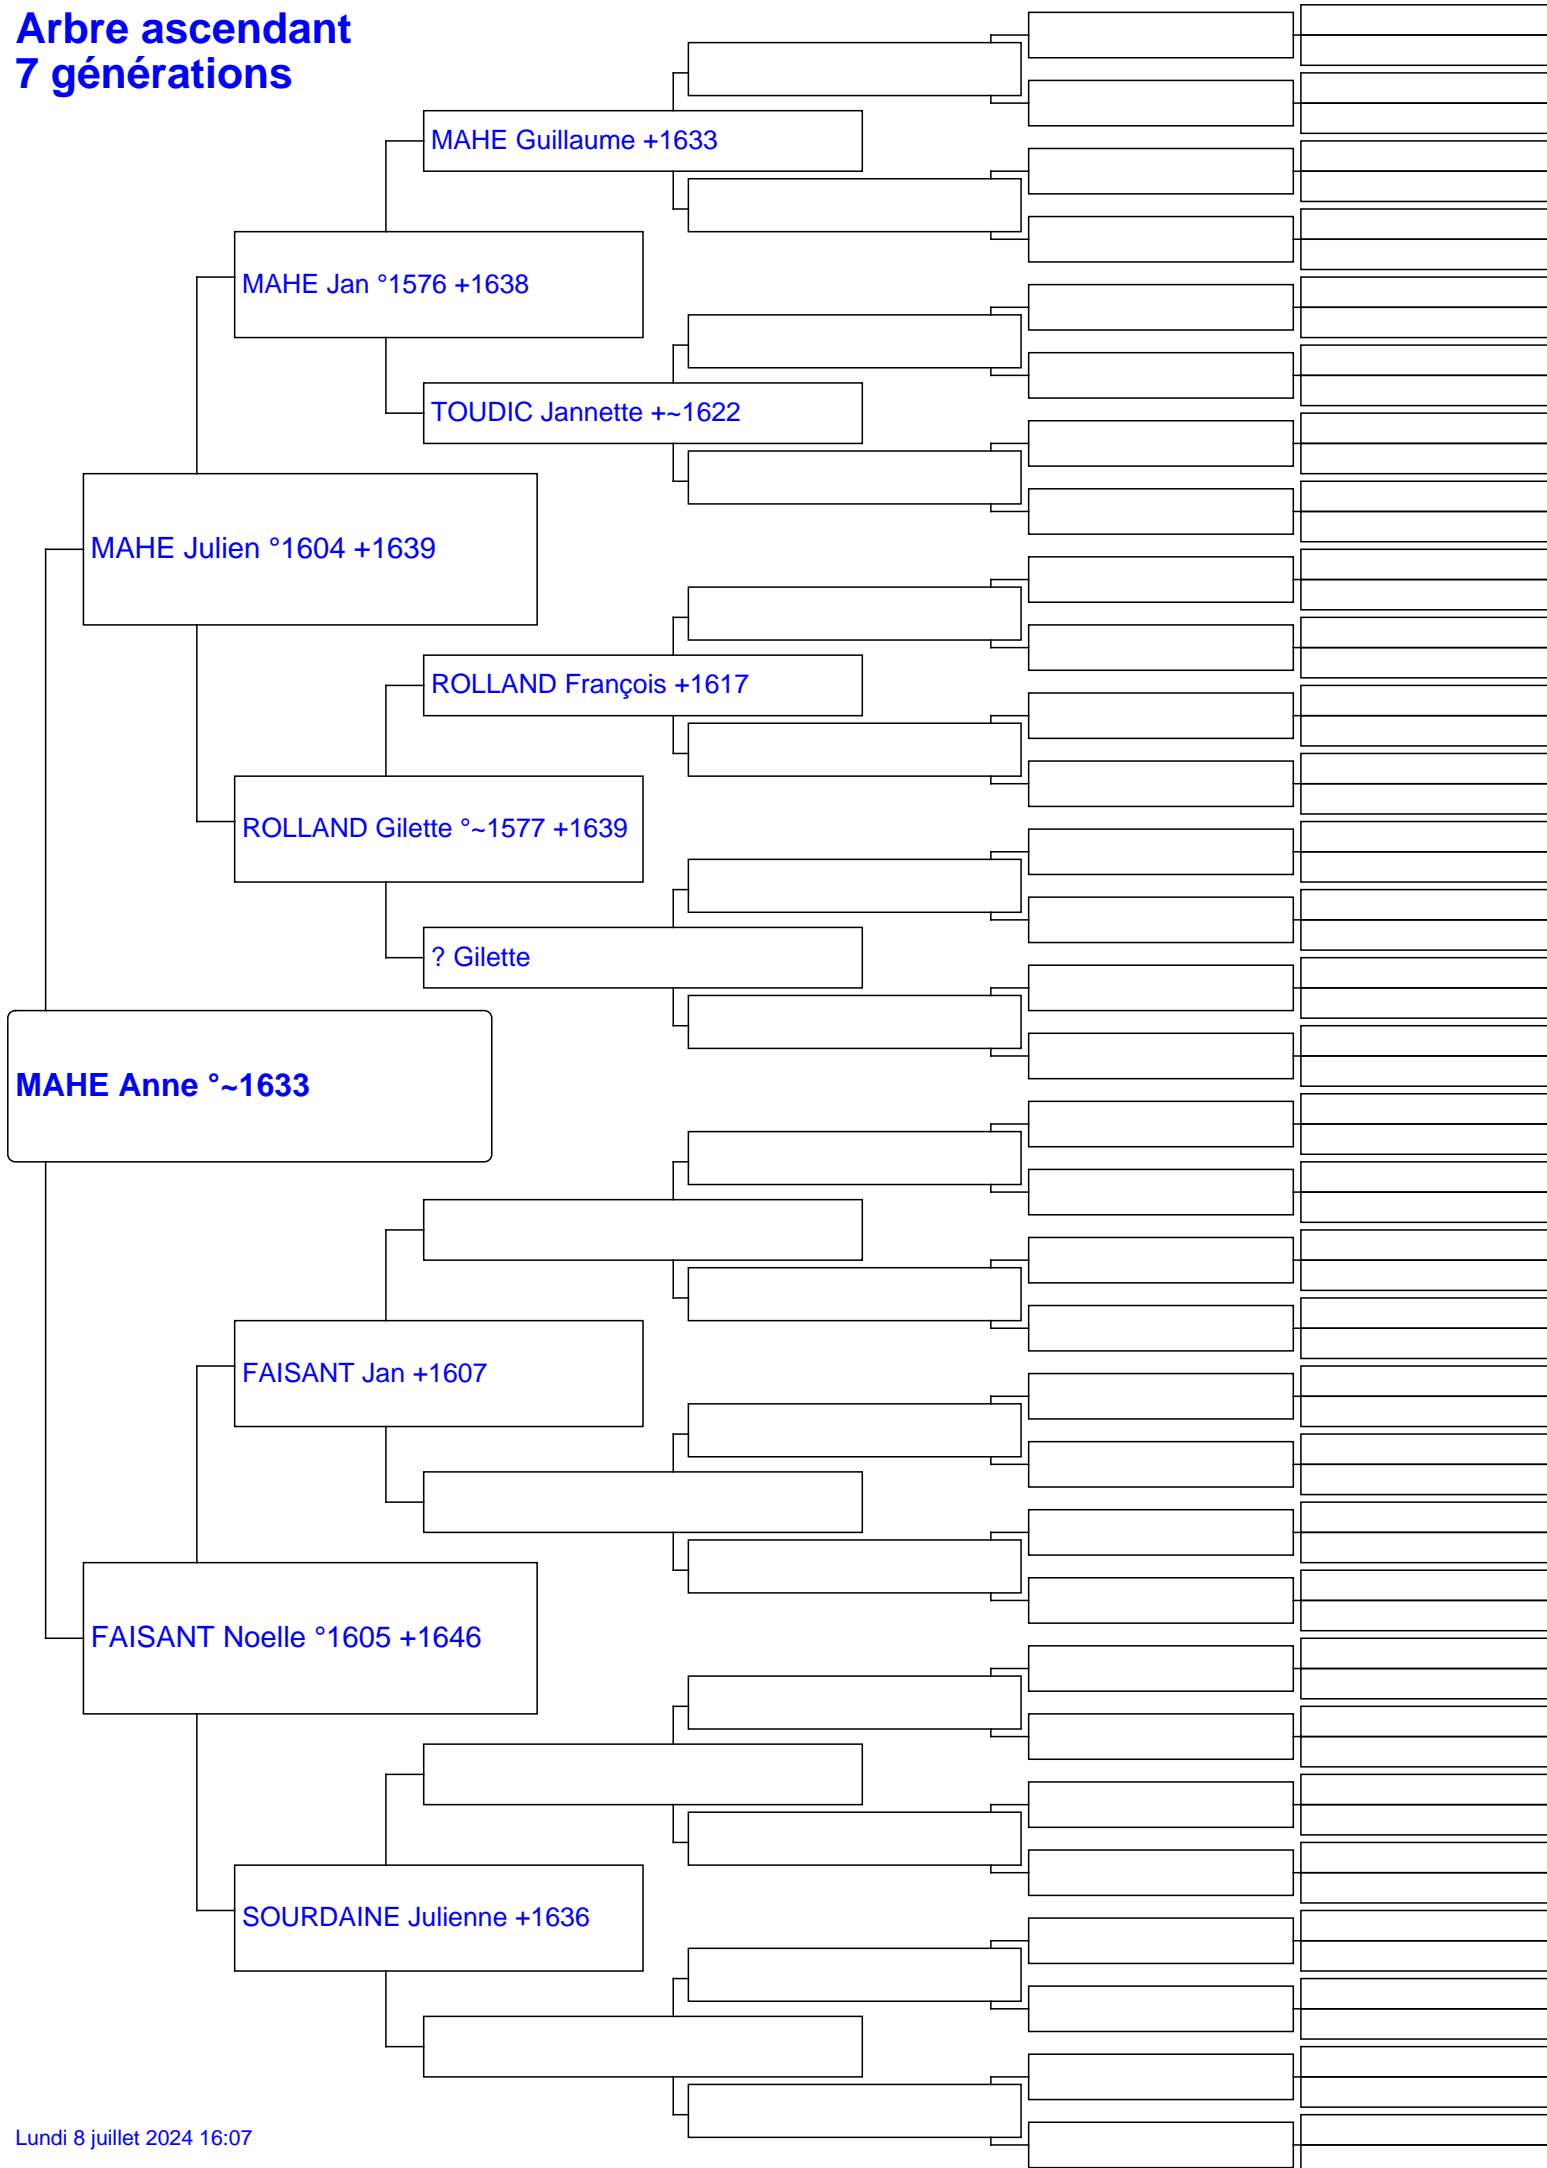 Arbre ascendant
7 générations
MAHE Guillaume +1633
MAHE Jan °1576 +1638
TOUDIC Jannette +~1622
MAHE Julien °1604 +1639
ROLLAND François +1617
ROLLAND Gilette °~1577 +1639
? Gilette
MAHE Anne °~1633
FAISANT Jan +1607
FAISANT Noelle °1605 +1646
SOURDAINE Julienne +1636
Lundi 8 juillet 2024 16:07